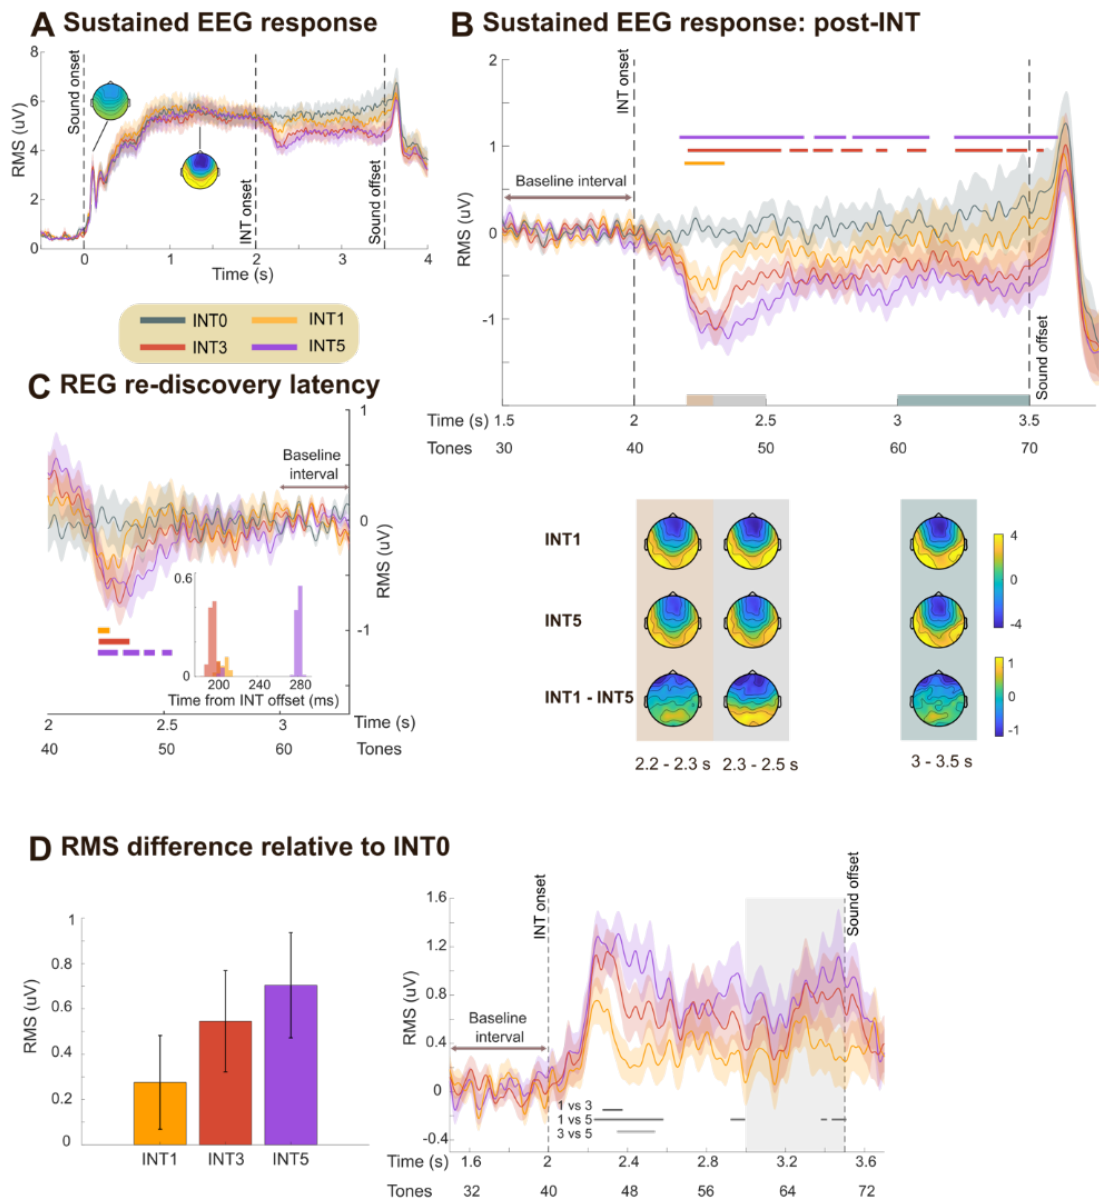 A Sustained EEG response
8
6
4
2
0
RMS (uV)
Sound onset
INT onset
Sound offset
0 1 2 3 4
Time (s)
INT0 INT1
INT3 INT5
B Sustained EEG response: post-INT
2
1
0
-1
RMS (uV)
INT onset
Baseline interval
Sound offset
Time (s) 1.5 2 2.5 3 3.5
Tones 30 40 50 60 70
INT1
INT5
INT1 - INT5
4
0
-4
1
0
-1
2.2 - 2.3 s 2.3 - 2.5 s 3 - 3.5 s
C REG re-discovery latency
1
0
-1
RMS (uV)
Baseline
interval
0.6
0
200 240 280
Time from INT offset (ms)
2 2.5 3 Time (s)
40 50 60 Tones
D RMS difference relative to INT0
1
0.8
0.6
0.4
0.2
0
RMS (uV)
INT1 INT3 INT5
1.6
1.2
0.8
0.4
0
-0.4
RMS (uV)
INT onset
Sound offset
Baseline
interval
1 vs 3
1 vs 5
3 vs 5
Time (s) 1.6 2 2.4 2.8 3.2 3.6
Tones 32 40 48 56 64 72